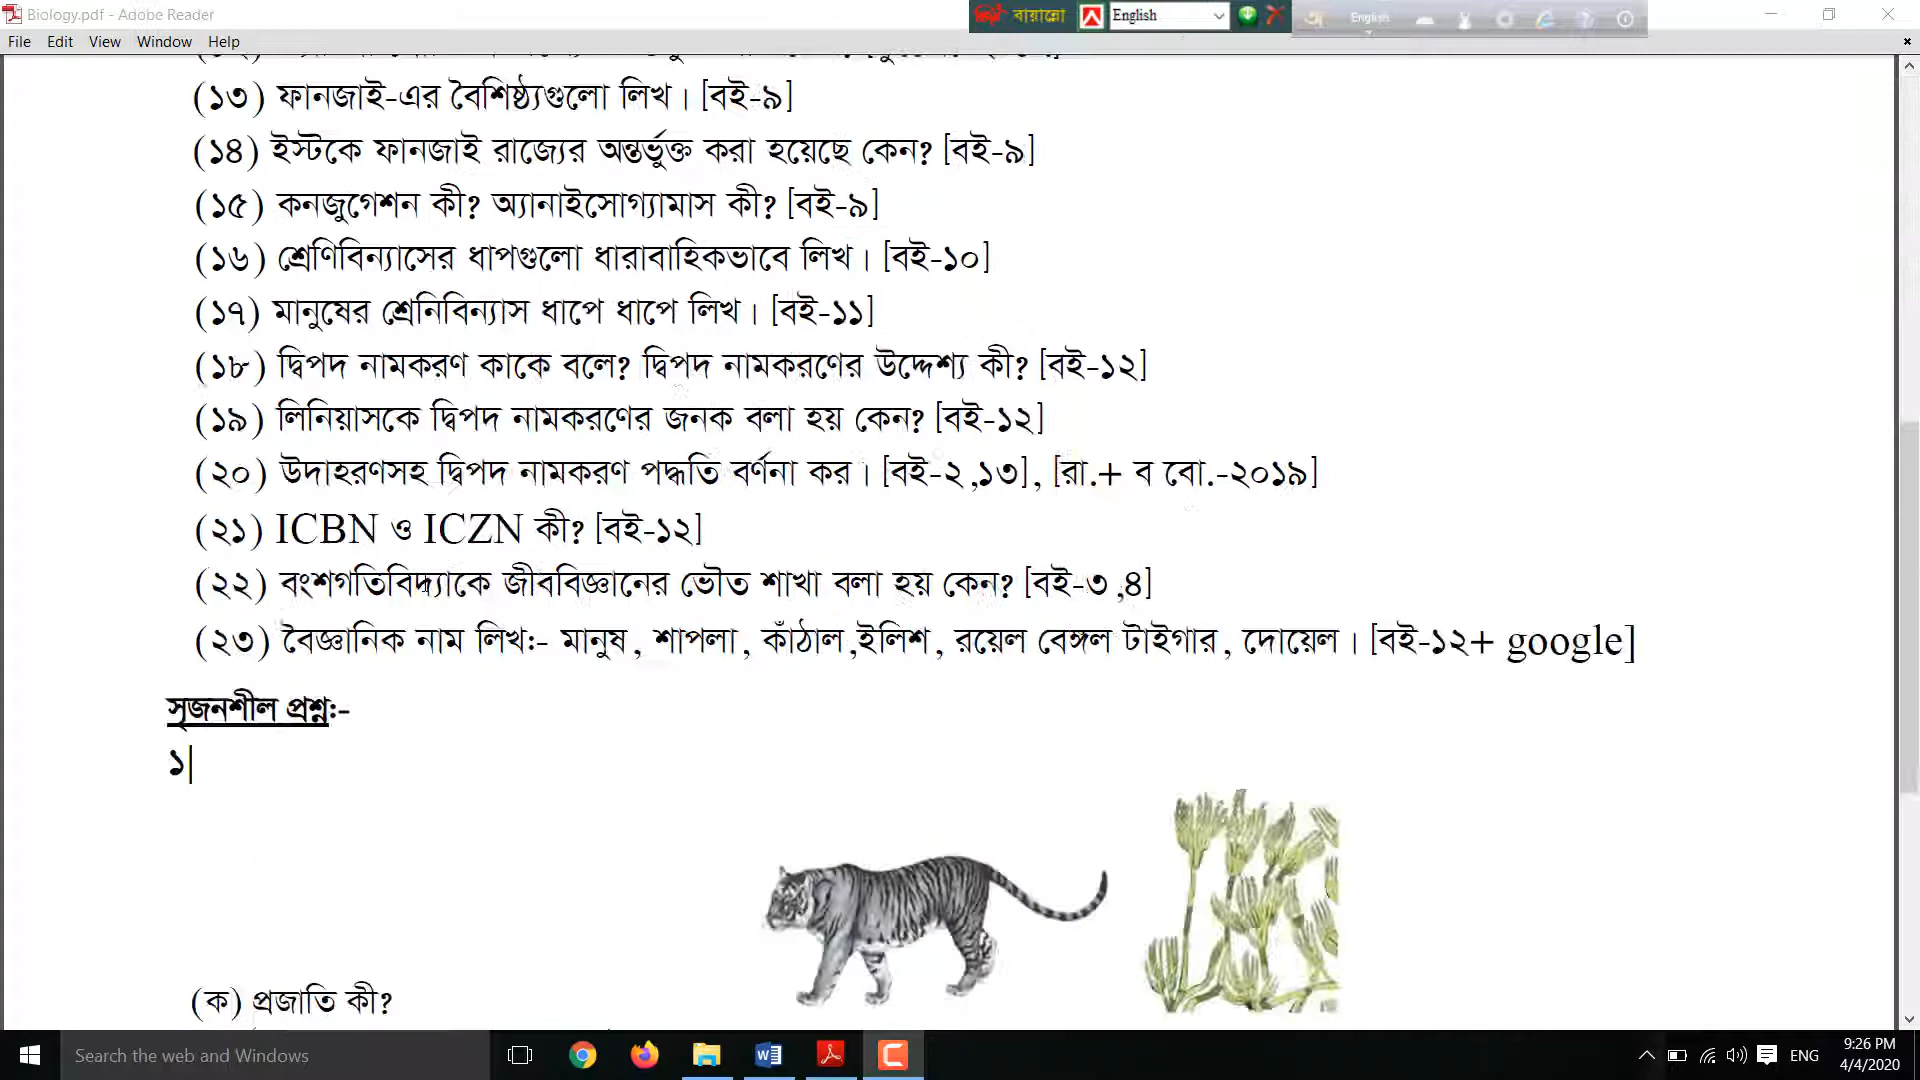 Biology.pdf - Adobe Reader
বায়ান্নো
English
English
File Edit View Window Help
(১৩) ফানজাই-এর বৈশিষ্ঠ্যগুলো লিখ। [বই-৯]
(১৪) ইস্টকে ফানজাই রাজ্যের অন্তর্ভুক্ত করা হয়েছে কেন? [বই-৯]
(১৫) কনজুগেশন কী? অ্যানাইসোগ্যামাস কী? [বই-৯]
(১৬) শ্রেণিবিন্যাসের ধাপগুলো ধারাবাহিকভাবে লিখ। [বই-১০]
(১৭) মানুষের শ্রেনিবিন্যাস ধাপে ধাপে লিখ। [বই-১১]
(১৮) দ্বিপদ নামকরণ কাকে বলে? দ্বিপদ নামকরণের উদ্দেশ্য কী? [বই-১২]
(১৯) লিনিয়াসকে দ্বিপদ নামকরণের জনক বলা হয় কেন? [বই-১২]
(২০) উদাহরণসহ দ্বিপদ নামকরণ পদ্ধতি বর্ণনা কর। [বই-২,১৩], [রা.+ ব বো.-২০১৯]
(২১) ICBN ও ICZN কী? [বই-১২]
(২২) বংশগতিবিদ্যাকে জীববিজ্ঞানের ভৌত শাখা বলা হয় কেন? [বই-৩,৪]
(২৩) বৈজ্ঞানিক নাম লিখঃ- মানুষ, শাপলা, কাঁঠাল,ইলিশ, রয়েল বেঙ্গল টাইগার, দোয়েল। [বই-১২+ google]
সৃজনশীল প্রশ্নঃ-
১|
(ক) প্রজাতি কী?
Search the web and Windows
ENG
9:26 PM
4/4/2020